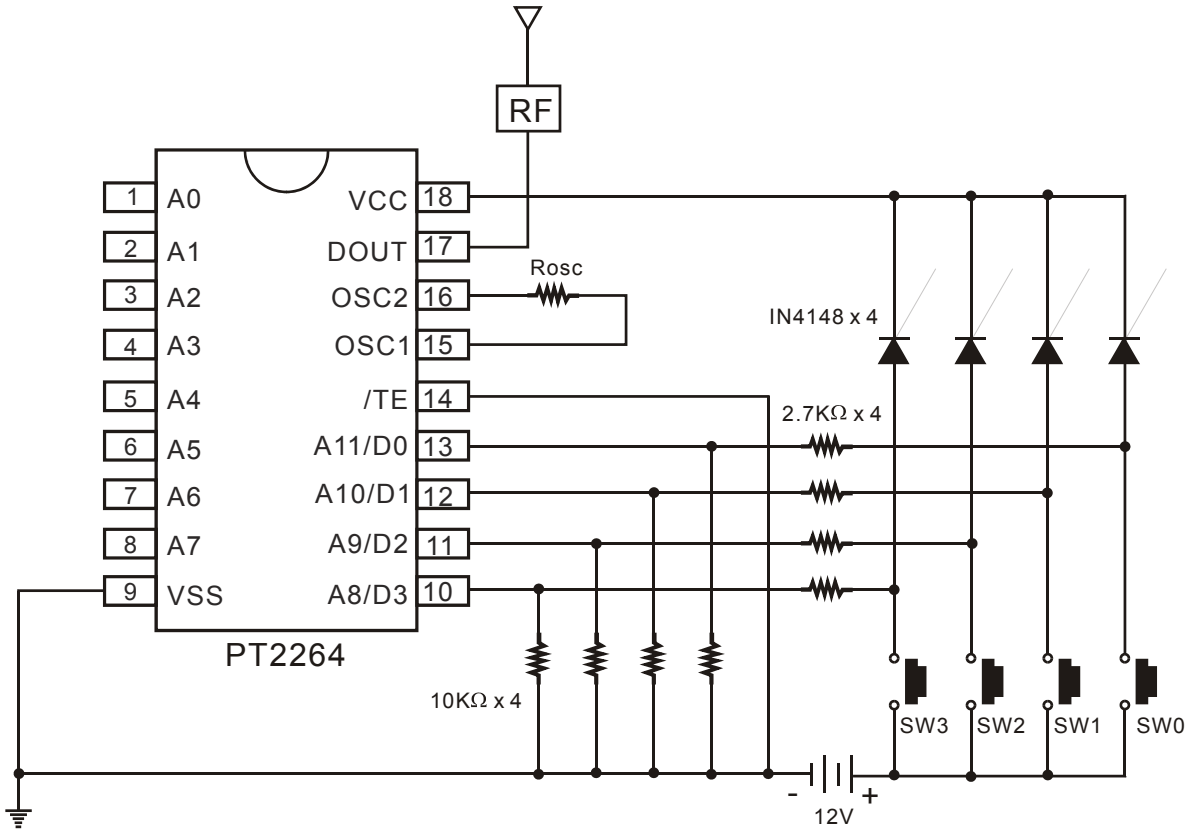 RF
1 A0 VCC 18
2 A1 DOUT 17
Rosc
3 A2 OSC2 16
IN4148 x 4
4 A3 OSC1 15
5 A4 /TE 14
2.7KΩ x 4
6 A5 A11/D0 13
7 A6 A10/D1 12
8 A7 A9/D2 11
9 VSS A8/D3 10
PT2264
10KΩ x 4
SW3 SW2 SW1 SW0
- +
12V